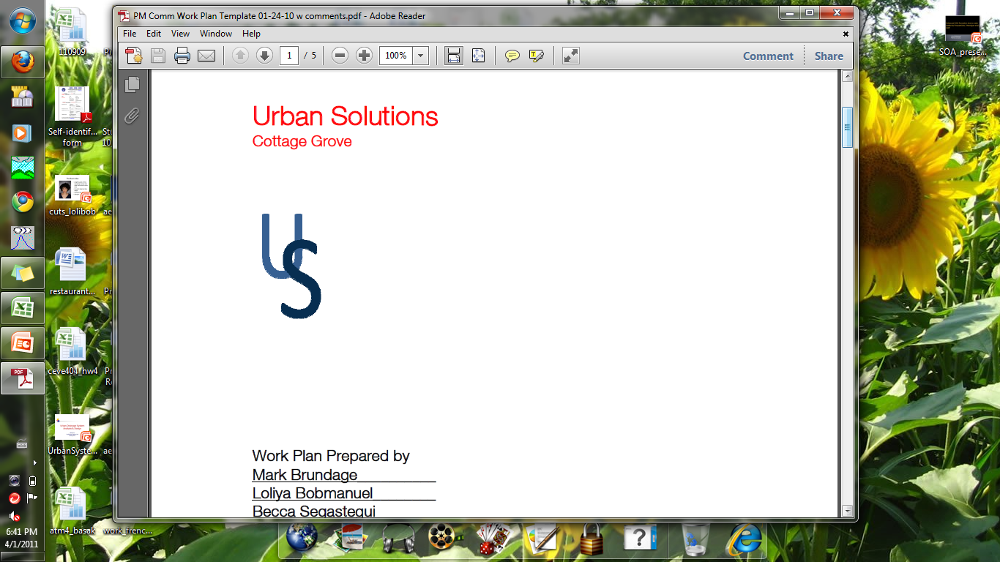 PM Comm Work Plan Template 01-24-10 w comments.pdf - Adobe Reader
File Edit View Window Help
1 / 5 100% Comment Share
Urban Solutions
Cottage Grove
US
Work Plan Prepared by
Mark Brundage
Loliya Bobmanuel
Becca Segastegui
110909
Self-identif...
form
cuts_lolibob
restaurant...
ceve404_hw4
UrbanSyste...
atm4_basak
work_frenc...
SOA_prese...
PDF
6:41 PM
4/1/2011